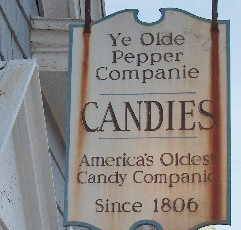 Ye Olde
Pepper
Companie
CANDIES
America's Oldest
Candy Companie
Since 1806